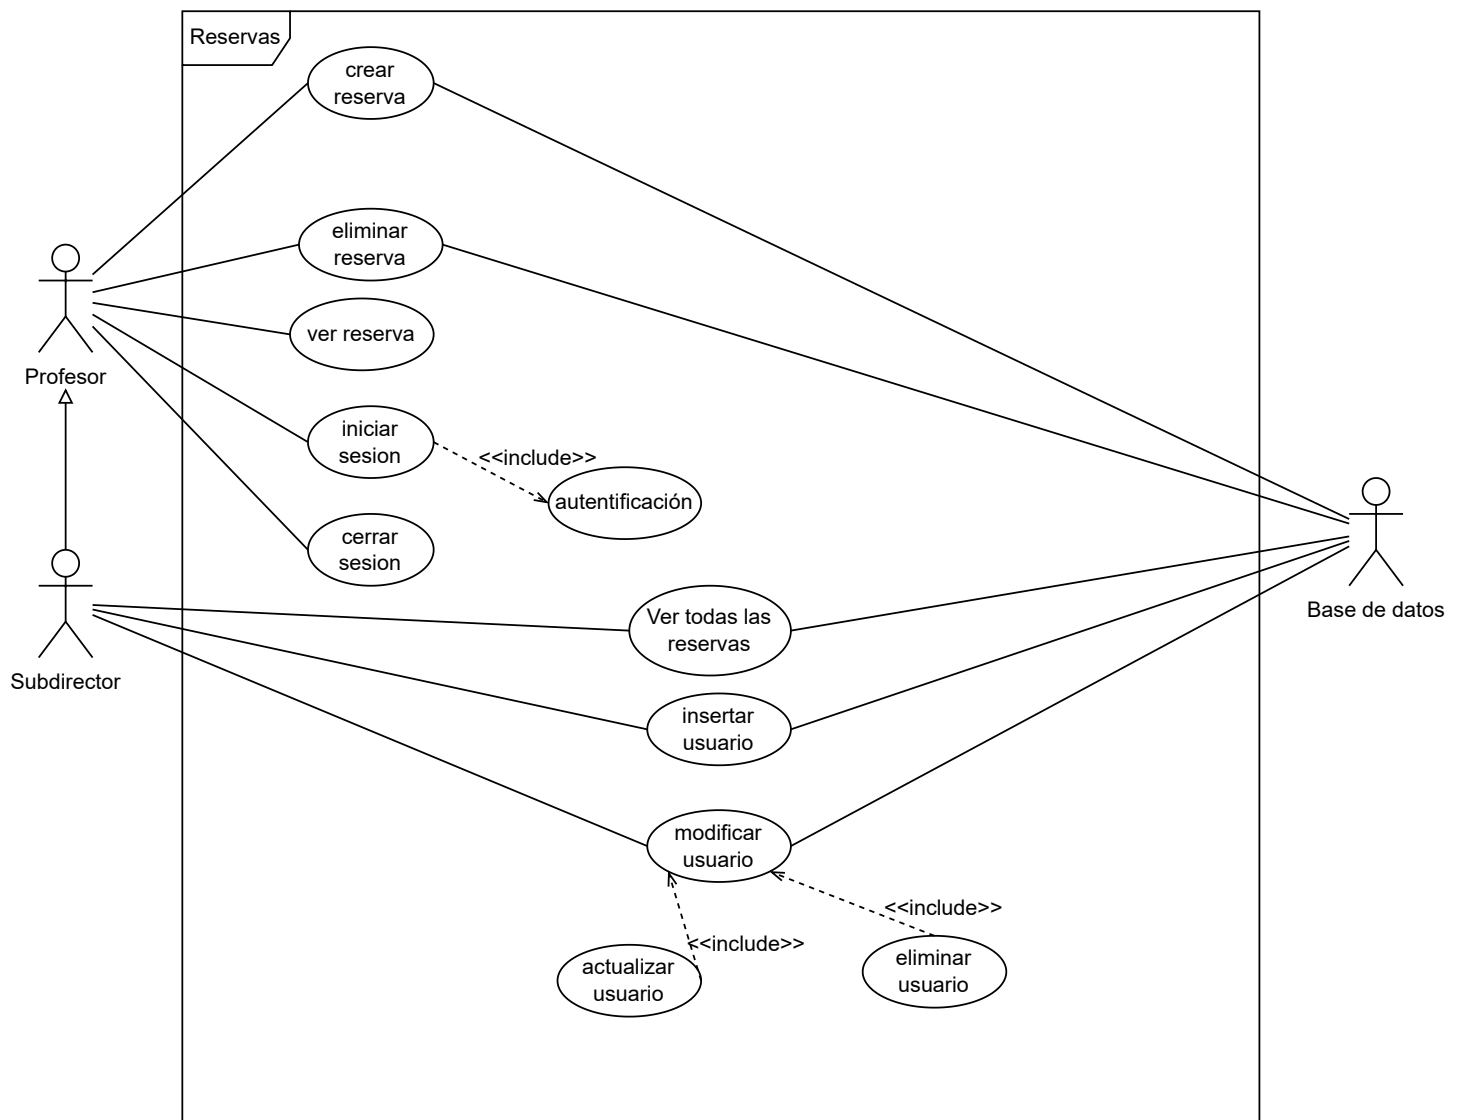 Reservas
crear
reserva
eliminar
reserva
ver reserva
Profesor
iniciar
sesion
<<include>>
autentificación
cerrar
sesion
Base de datos
Ver todas las
reservas
Subdirector
insertar
usuario
modificar
usuario
<<include>>
<<include>>
actualizar
usuario
eliminar
usuario